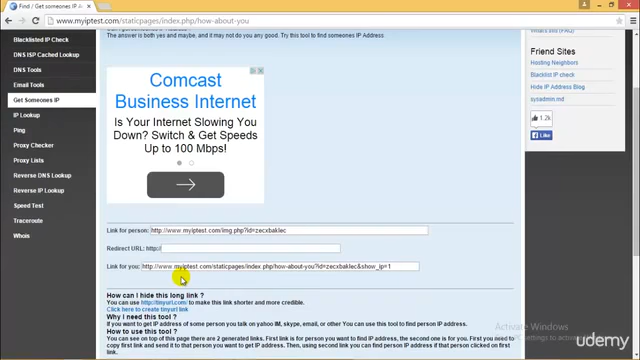 Find / Get someones IP Ad
www.myiptest.com/staticpages/index.php/how-about-you
The answer is both yes and maybe, and it may not do you any good. Try this tool to find someones IP Address.
Blacklisted IP Check
DNS ISP Cached Lookup
DNS Tools
Email Tools
Get Someones IP
IP Lookup
Ping
Proxy Checker
Proxy Lists
Reverse DNS Lookup
Reverse IP Lookup
Speed Test
Traceroute
Whois
Comcast
Business Internet
Is Your Internet Slowing You
Down? Switch & Get Speeds
Up to 100 Mbps!
Friend Sites
Hosting Neighbors
Blacklist IP check
Hide IP Address Blog
sysadmin.md
1.2k
Like
Link for person: http://www.myiptest.com/img.php?id=zecxbaklec
Redirect URL: http://
Link for you: http://www.myiptest.com/staticpages/index.php/how-about-you?id=zecxbaklec&show_ip=1
How can I hide this long link ?
You can use http://tinyurl.com/ to make this link shorter and more credible.
Click here to create tinyurl link
Why I need this tool ?
If you want to get IP address of some people you talk on yahoo IM, skype, email, or other You can use this tool to find person IP address.
How to use this tool?
You can see on top of this page there are 2 generated links. First link is for person you want to find IP address, the second one is for you. First you need to
copy first link and sent it to that person you want to get IP address. Then, using second link you can find person IP address if that person clicked on first
link.
Activate Windows
udemy